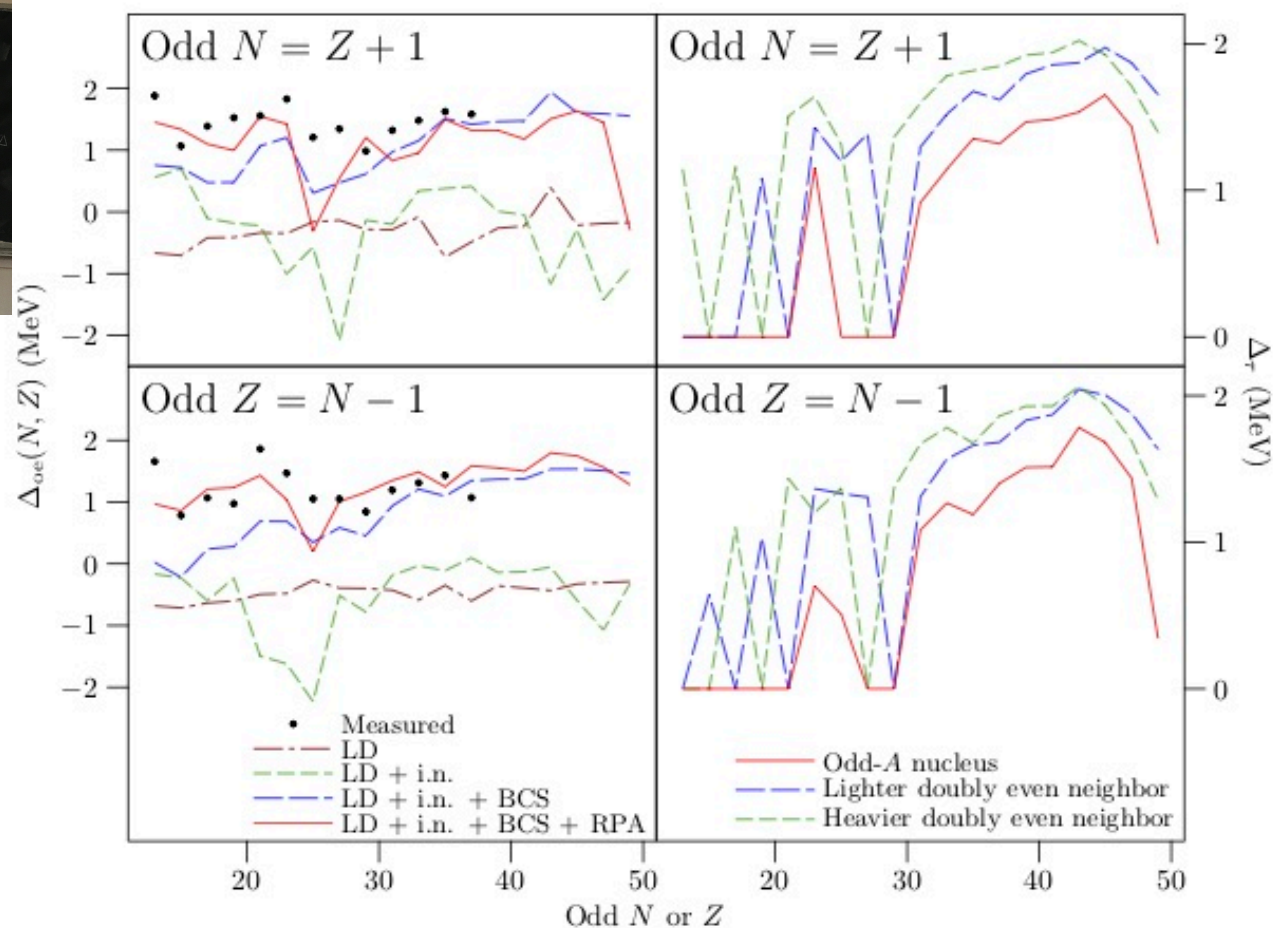 Odd N = Z + 1
Odd N = Z + 1
2
1
0
−1
−2
2
1
0
Δoe(N, Z) (MeV)
Δτ (MeV)
Odd Z = N − 1
Odd Z = N − 1
2
1
0
−1
−2
2
1
0
Measured
LD
LD + i.n.
LD + i.n. + BCS
LD + i.n. + BCS + RPA
Odd-A nucleus
Lighter doubly even neighbor
Heavier doubly even neighbor
20 30 40 50 20 30 40 50
Odd N or Z